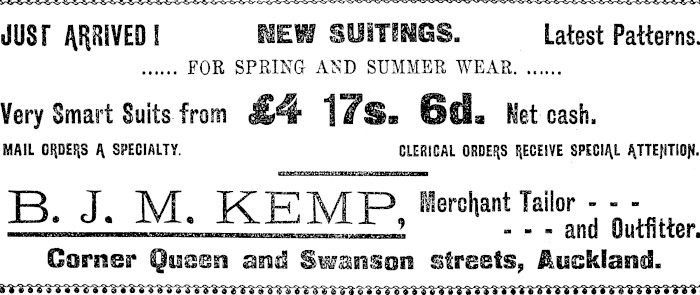 JUST ARRIVED! NEW SUITINGS. Latest Patterns.
...... FOR SPRING AND SUMMER WEAR. ......
Very Smart Suits from £4 17s. 6d. Net cash.
MAIL ORDERS A SPECIALTY. CLERICAL ORDERS RECEIVE SPECIAL ATTENTION.
B. J. M. KEMP, Merchant Tailor - - -
- - - and Outfitter.
Corner Queen and Swanson streets, Auckland.